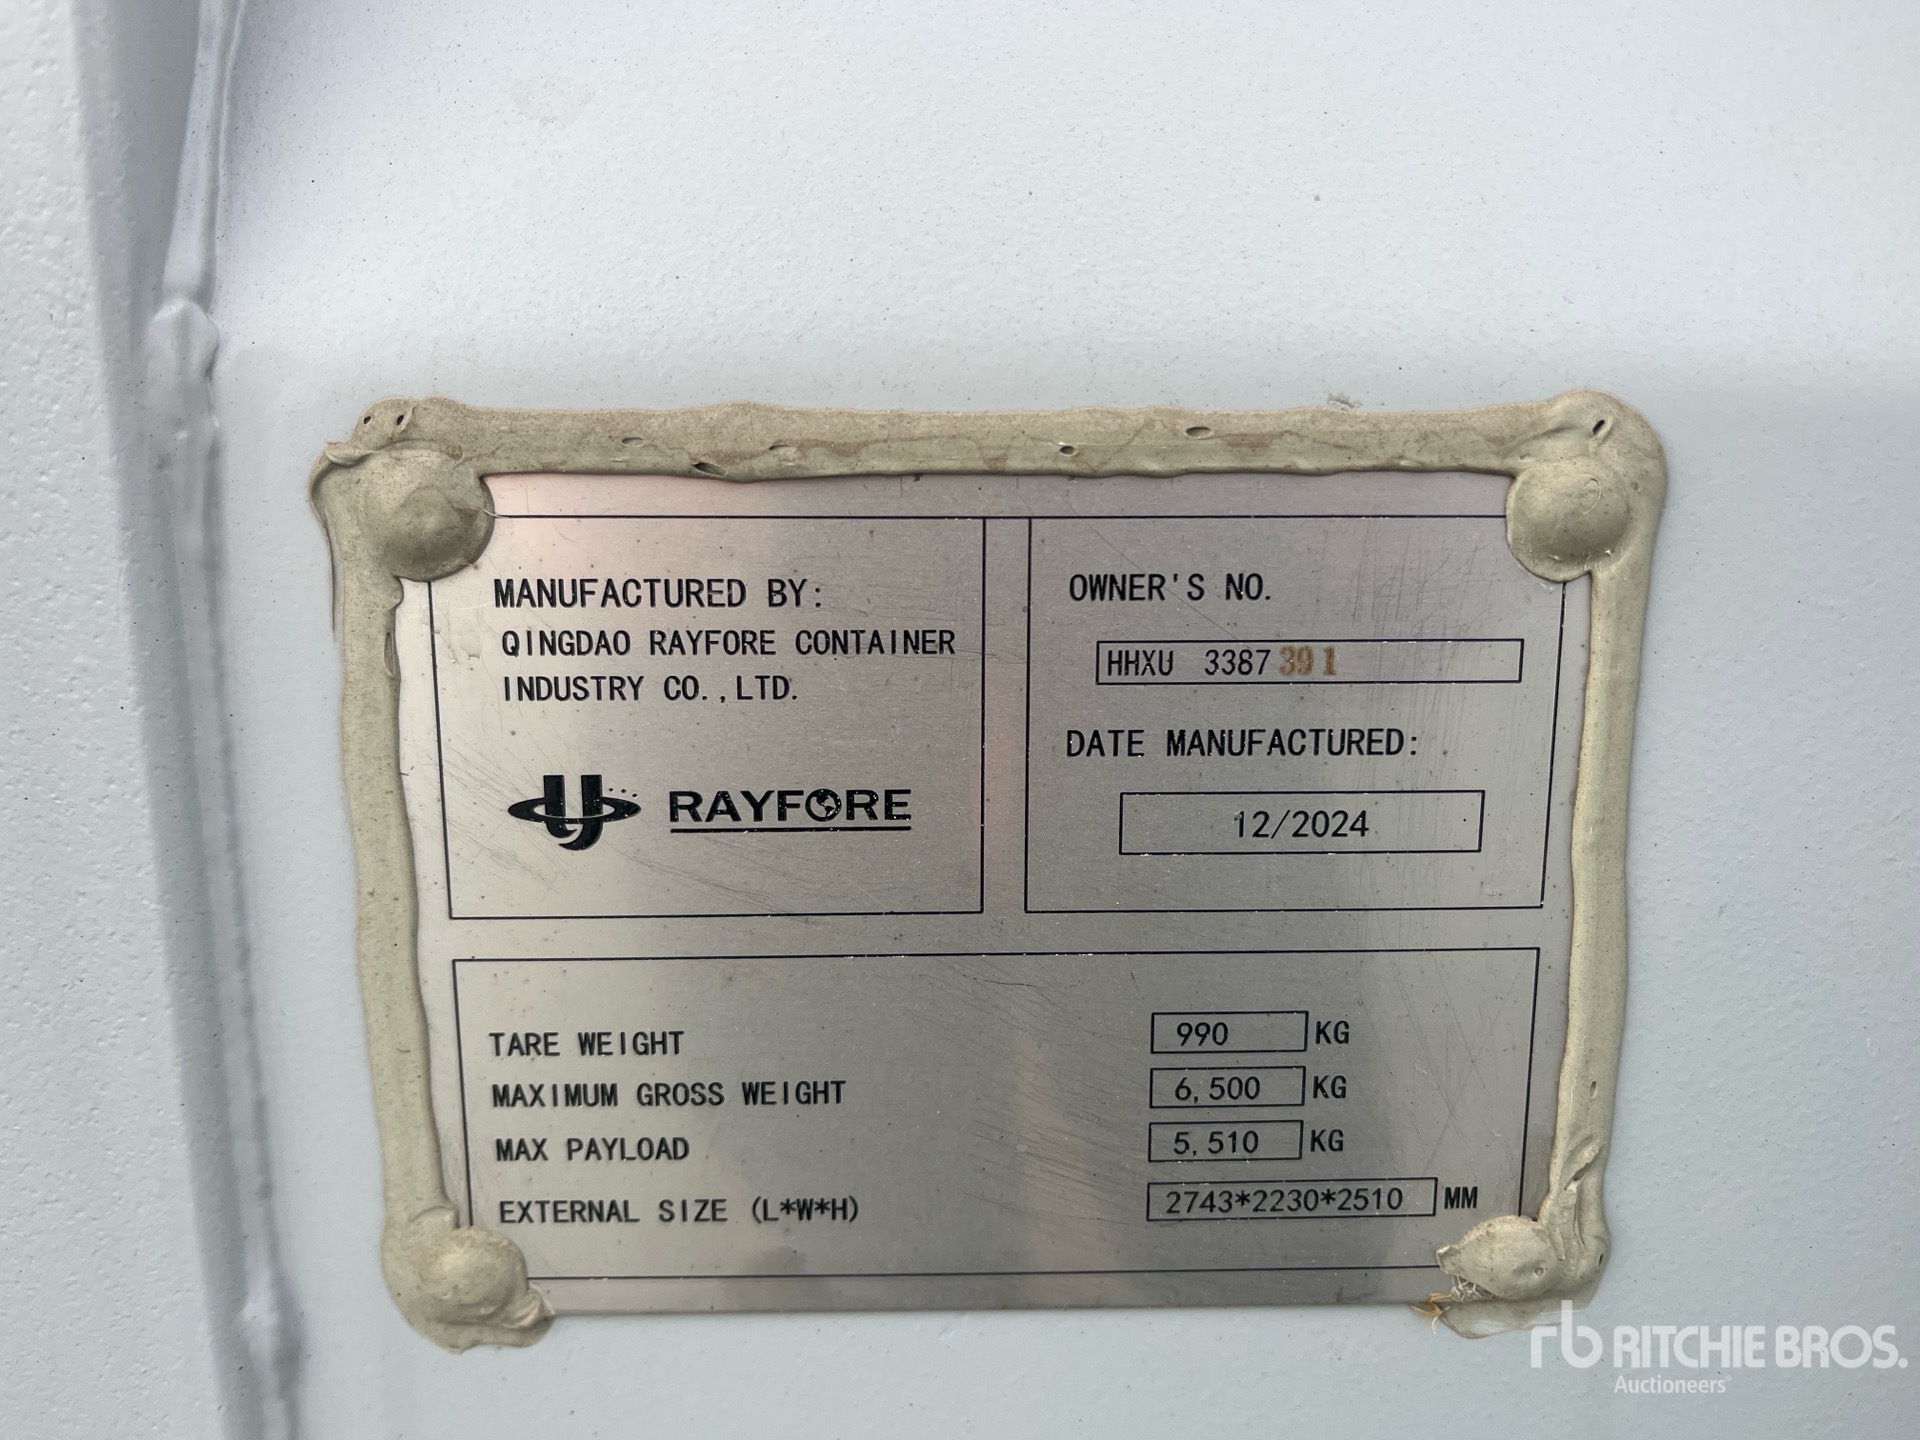 MANUFACTURED BY:
QINGDAO RAYFORE CONTAINER
INDUSTRY CO.,LTD.
RAYFORE
OWNER'S NO.
HHXU 3387391
DATE MANUFACTURED:
12/2024
TARE WEIGHT 990 KG
MAXIMUM GROSS WEIGHT 6,500 KG
MAX PAYLOAD 5,510 KG
EXTERNAL SIZE (L*W*H) 2743*2230*2510 MM
rb RITCHIE BROS.
Auctioneers